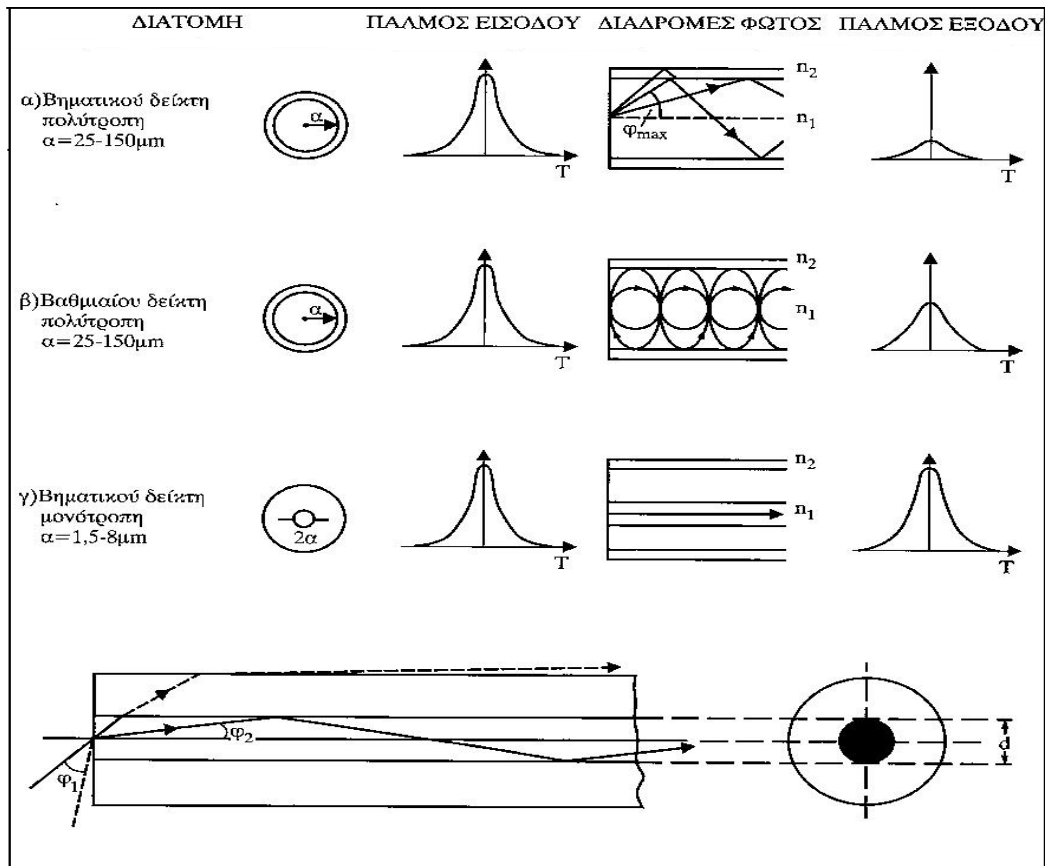 ΔΙΑΤΟΜΗ ΠΑΛΜΟΣ ΕΙΣΟΔΟΥ ΔΙΑΔΡΟΜΕΣ ΦΩΤΟΣ ΠΑΛΜΟΣ ΕΞΟΔΟΥ
α)Βηματικού δείκτη
πολύτροπη
α=25-150μm
α
T
n₂
n₁
φmax
T
β)Βαθμιαίου δείκτη
πολύτροπη
α=25-150μm
α
T
n₂
n₁
T
γ)Βηματικού δείκτη
μονότροπη
α=1,5-8μm
2α
T
n₂
n₁
T
φ₁
φ₂
d